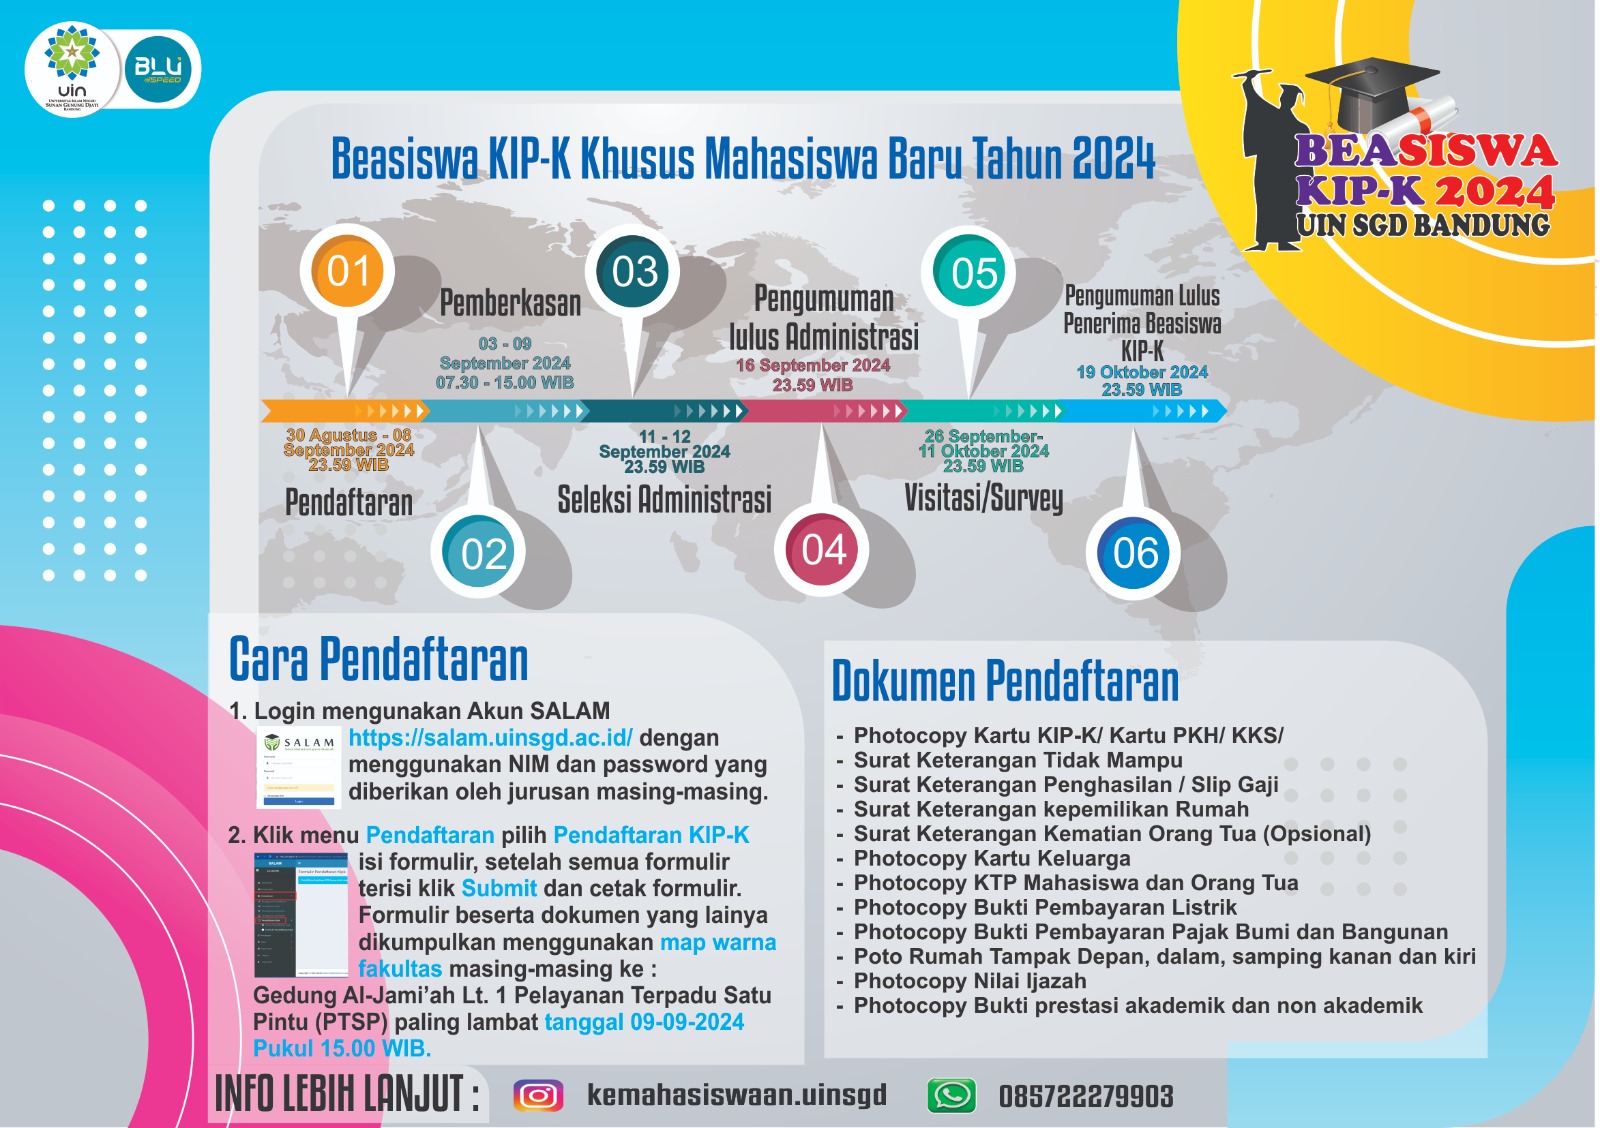 uin
UNIVERSITAS ISLAM NEGERI
SUNAN GUNUNG DJATI
BANDUNG
BLU
SPEED
BEASISWA
KIP-K 2024
UIN SGD BANDUNG
Beasiswa KIP-K Khusus Mahasiswa Baru Tahun 2024
01
30 Agustus - 08
September 2024
23.59 WIB
Pendaftaran
Pemberkasan
03 - 09
September 2024
07.30 - 15.00 WIB
02
03
11 - 12
September 2024
23.59 WIB
Seleksi Administrasi
Pengumuman
lulus Administrasi
16 September 2024
23.59 WIB
04
05
26 September-
11 Oktober 2024
23.59 WIB
Visitasi/Survey
Pengumuman Lulus
Penerima Beasiswa
KIP-K
19 Oktober 2024
23.59 WIB
06
Cara Pendaftaran
1. Login mengunakan Akun SALAM
SALAM
https://salam.uinsgd.ac.id/ dengan
menggunakan NIM dan password yang
diberikan oleh jurusan masing-masing.
2. Klik menu Pendaftaran pilih Pendaftaran KIP-K
SALAM
isi formulir, setelah semua formulir
terisi klik Submit dan cetak formulir.
Formulir beserta dokumen yang lainya
dikumpulkan menggunakan map warna
fakultas masing-masing ke :
Gedung Al-Jami’ah Lt. 1 Pelayanan Terpadu Satu
Pintu (PTSP) paling lambat tanggal 09-09-2024
Pukul 15.00 WIB.
Dokumen Pendaftaran
- Photocopy Kartu KIP-K/ Kartu PKH/ KKS/
- Surat Keterangan Tidak Mampu
- Surat Keterangan Penghasilan / Slip Gaji
- Surat Keterangan kepemilikan Rumah
- Surat Keterangan Kematian Orang Tua (Opsional)
- Photocopy Kartu Keluarga
- Photocopy KTP Mahasiswa dan Orang Tua
- Photocopy Bukti Pembayaran Listrik
- Photocopy Bukti Pembayaran Pajak Bumi dan Bangunan
- Poto Rumah Tampak Depan, dalam, samping kanan dan kiri
- Photocopy Nilai Ijazah
- Photocopy Bukti prestasi akademik dan non akademik
INFO LEBIH LANJUT :
kemahasiswaan.uinsgd
085722279903